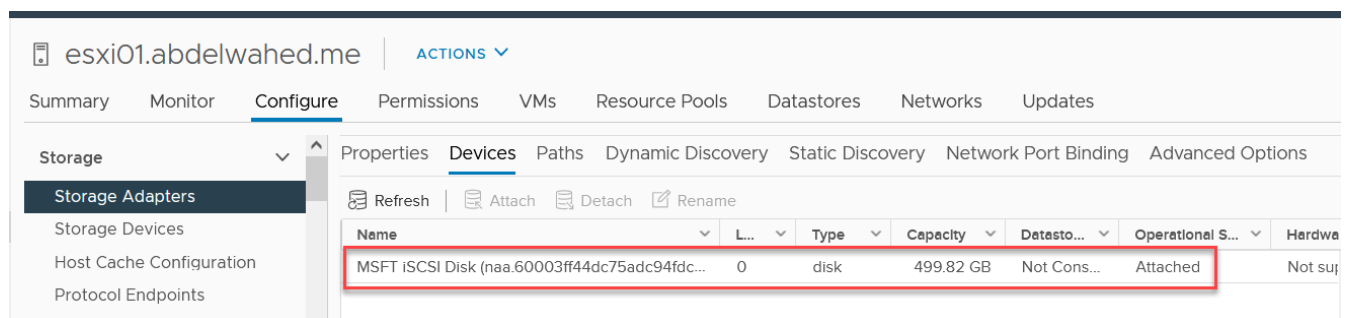 esxi01.abdelwahed.me ACTIONS
Summary Monitor Configure Permissions VMs Resource Pools Datastores Networks Updates
Storage
Storage Adapters
Storage Devices
Host Cache Configuration
Protocol Endpoints
Properties Devices Paths Dynamic Discovery Static Discovery Network Port Binding Advanced Options
Refresh Attach Detach Rename
Name L... Type Capacity Datasto... Operational S... Hardwa
MSFT iSCSI Disk (naa.60003ff44dc75adc94fdc... 0 disk 499.82 GB Not Cons... Attached Not sup